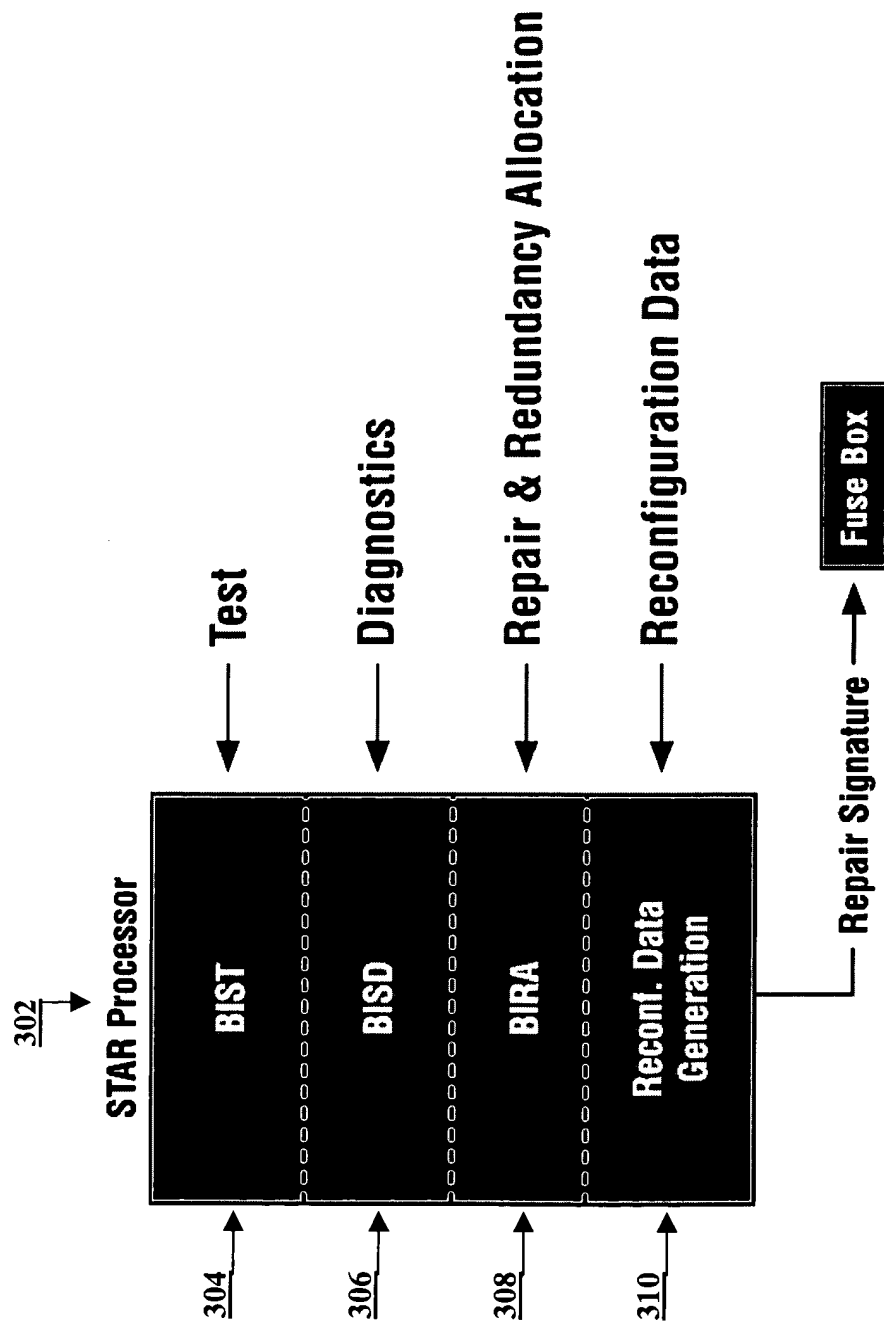 302
STAR Processor
304
BIST
Test
306
BISD
Diagnostics
308
BIRA
Repair & Redundancy Allocation
310
Reconf. Data
Generation
Reconfiguration Data
Repair Signature
Fuse Box